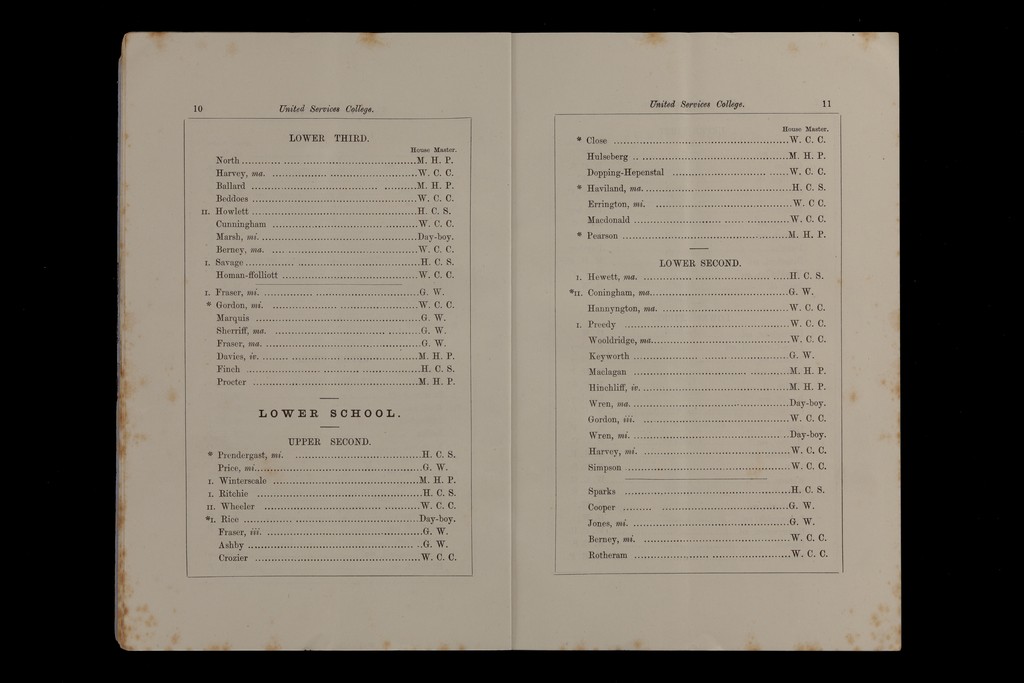 10 United Services College.
LOWER THIRD.
House Master.
North ........ M. H. P.
Harvey, ma. ........ W. C. C.
Ballard ........ M. H. P.
Beddoes ........ W. C. C.
II. Howlett ........ H. C. S.
Cunningham ........ W. C. C.
Marsh, mi. ........ Day-boy.
Berney, ma. ........ W. C. C.
I. Savage ........ H. C. S.
Homan-ffolliott ........ W. C. C.
I. Fraser, mi. ........ G. W.
* Gordon, mi. ........ W. C. C.
Marquis ........ G. W.
Sherriff, ma. ........ G. W.
Fraser, ma. ........ G. W.
Davies, iv. ........ M. H. P.
Finch ........ H. C. S.
Procter ........ M. H. P.
LOWER SCHOOL.
UPPER SECOND.
* Prendergast, mi. ........ H. C. S.
Price, mi. ........ G. W.
I. Winterscale ........ M. H. P.
I. Ritchie ........ H. C. S.
II. Wheeler ........ W. C. C.
*I. Rice ........ Day-boy.
Fraser, iii. ........ G. W.
Ashby ........ G. W.
Crozier ........ W. C. C.
United Services College. 11
House Master.
* Close ........ W. C. C.
Hulseberg ........ M. H. P.
Dopping-Hepenstal ........ W. C. C.
* Haviland, ma. ........ H. C. S.
Errington, mi. ........ W. C C.
Macdonald ........ W. C. C.
* Pearson ........ M. H. P.
LOWER SECOND.
I. Hewett, ma. ........ H. C. S.
*II. Coningham, ma. ........ G. W.
Hannyngton, ma. ........ W. C. C.
I. Preedy ........ W. C. C.
Wooldridge, ma. ........ W. C. C.
Keyworth ........ G. W.
Maclagan ........ M. H. P.
Hinchliff, iv. ........ M. H. P.
Wren, ma. ........ Day-boy.
Gordon, iii. ........ W. C. C.
Wren, mi. ........ Day-boy.
Harvey, mi. ........ W. C. C.
Simpson ........ W. C. C.
Sparks ........ H. C. S.
Cooper ........ G. W.
Jones, mi. ........ G. W.
Berney, mi. ........ W. C. C.
Rotheram ........ W. C. C.